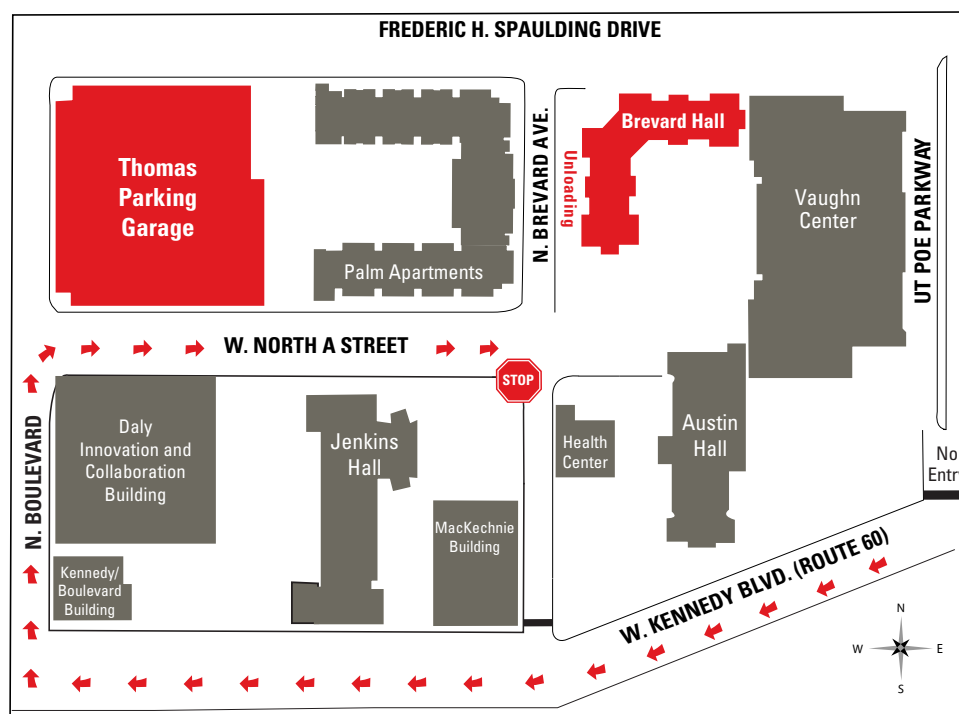 FREDERIC H. SPAULDING DRIVE
Thomas
Parking
Garage
Palm Apartments
N. BREVARD AVE.
Unloading
Brevard Hall
Vaughn
Center
UT POE PARKWAY
W. NORTH A STREET
STOP
N. BOULEVARD
Daly
Innovation and
Collaboration
Building
Jenkins
Hall
Health
Center
Austin
Hall
No
Entr
MacKechnie
Building
Kennedy/
Boulevard
Building
W. KENNEDY BLVD. (ROUTE 60)
N
W
E
S